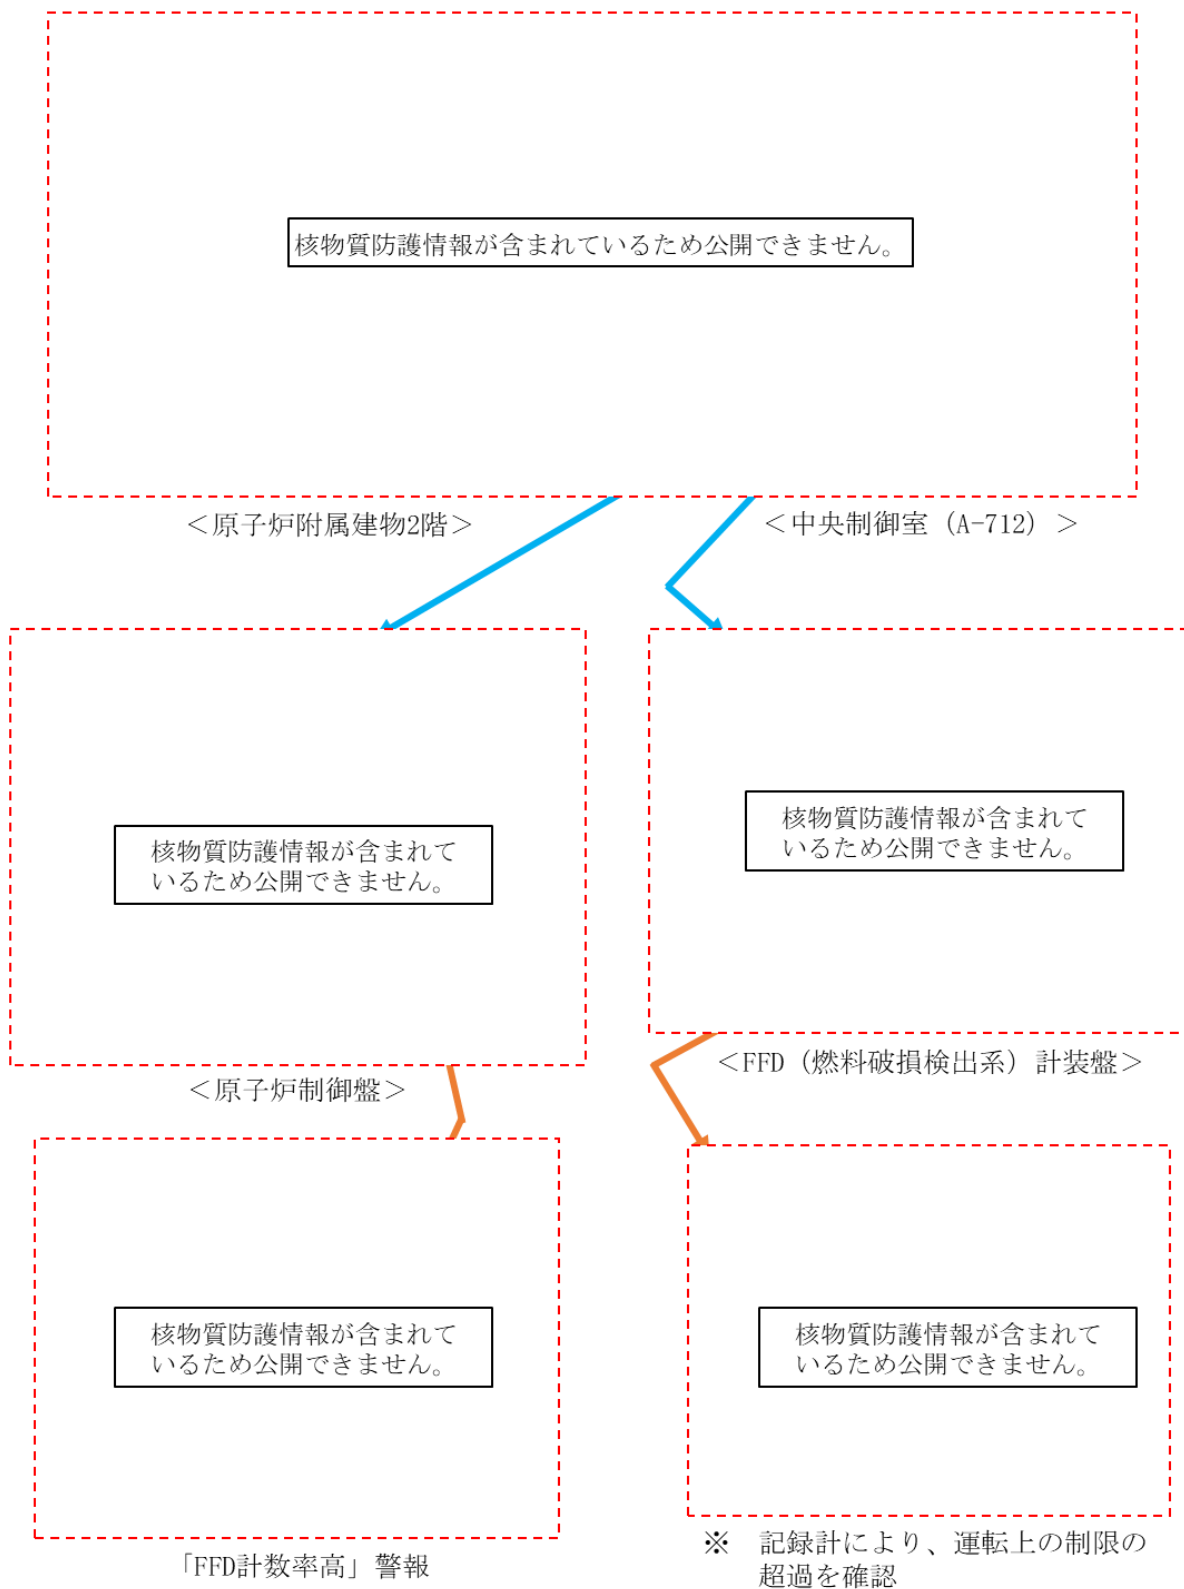 核物質防護情報が含まれているため公開できません。
＜原子炉附属建物2階＞
＜中央制御室（A-712）＞
核物質防護情報が含まれて
いるため公開できません。
核物質防護情報が含まれて
いるため公開できません。
＜原子炉制御盤＞
＜FFD（燃料破損検出系）計装盤＞
核物質防護情報が含まれて
いるため公開できません。
核物質防護情報が含まれて
いるため公開できません。
「FFD計数率高」警報
※　記録計により、運転上の制限の
超過を確認